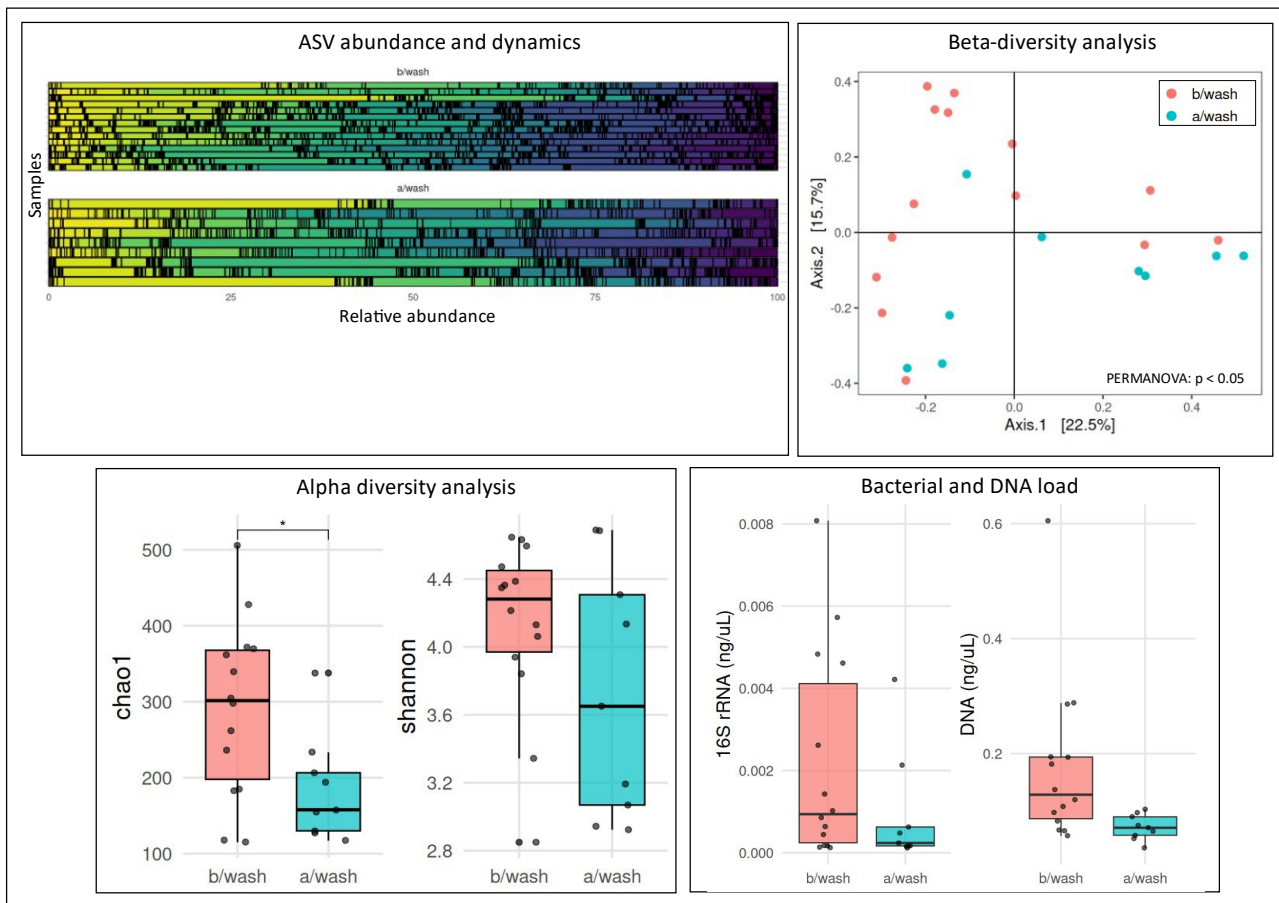 ASV abundance and dynamics
b/wash
a/wash
Samples
0 25 50 75 100
Relative abundance
Beta-diversity analysis
b/wash
a/wash
0.4
0.2
0.0
-0.2
-0.4
Axis.2 [15.7%]
PERMANOVA: p < 0.05
-0.2 0.0 0.2 0.4
Axis.1 [22.5%]
Alpha diversity analysis
*
chao1
500
400
300
200
100
b/wash a/wash
shannon
4.4
4.0
3.6
3.2
2.8
b/wash a/wash
Bacterial and DNA load
16S rRNA (ng/uL)
0.008
0.006
0.004
0.002
0.000
b/wash a/wash
DNA (ng/uL)
0.6
0.4
0.2
b/wash a/wash